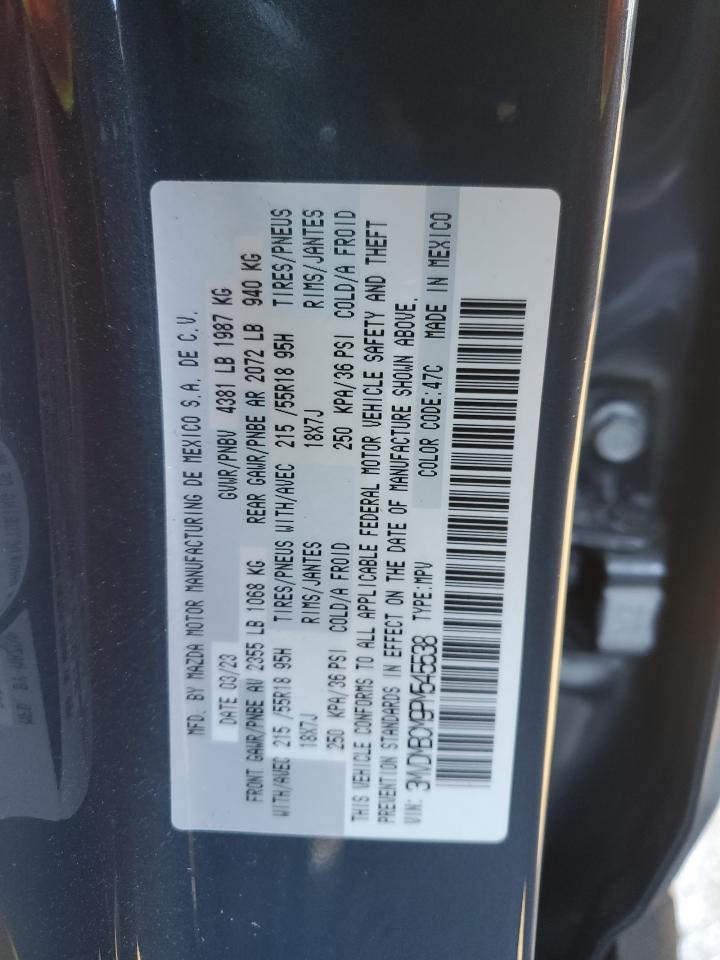 MFD. BY MAZDA MOTOR MANUFACTURING DE MEXICO S.A. DE C.V.
DATE 03/23 GVWR/PNBV 4381 LB 1987 KG
FRONT GAWR/PNBE AV 2355 LB 1068 KG REAR GAWR/PNBE AR 2072 LB 940 KG
WITH/AVEC 215 /55R18 95H TIRES/PNEUS WITH/AVEC 215 /55R18 95H TIRES/PNEUS
18X7J RIMS/JANTES 18X7J RIMS/JANTES
250 KPA/36 PSI COLD/A FROID 250 KPA/36 PSI COLD/A FROID
THIS VEHICLE CONFORMS TO ALL APPLICABLE FEDERAL MOTOR VEHICLE SAFETY AND THEFT
PREVENTION STANDARDS IN EFFECT ON THE DATE OF MANUFACTURE SHOWN ABOVE.
VIN: 3MVDMBCM9PM545538 TYPE:MPV COLOR CODE:47C MADE IN MEXICO